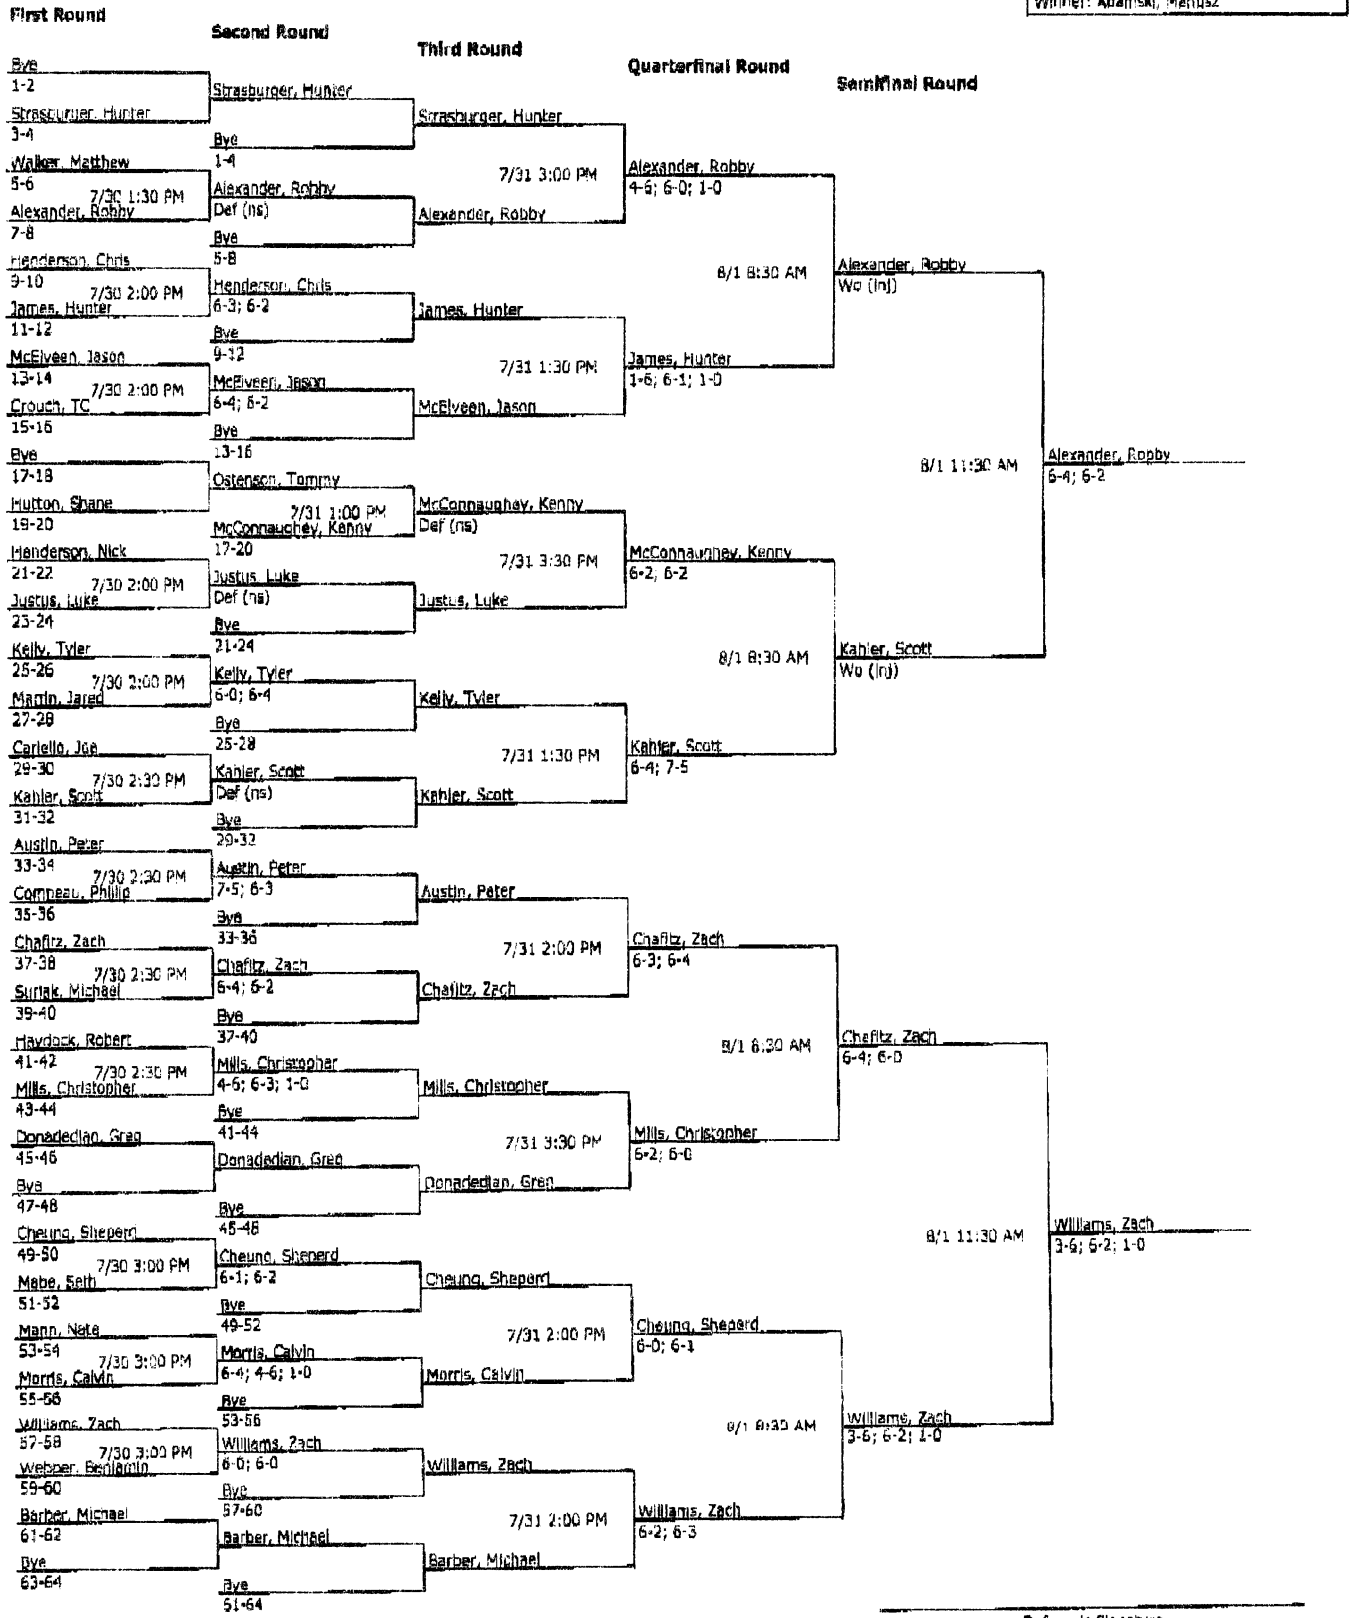 Winner: Adamski, Mariusz
First Round
Second Round
Third Round
Quarterfinal Round
Semifinal Round
Bye
1-2
Strasburger, Hunter
3-4
Walker, Matthew
5-6
7/30 1:30 PM
Alexander, Robby
7-8
Henderson, Chris
9-10
7/30 2:00 PM
James, Hunter
11-12
McElveen, Jason
13-14
7/30 2:00 PM
Crouch, TC
15-16
Bye
17-18
Hutton, Shane
19-20
Henderson, Nick
21-22
7/30 2:00 PM
Justus, Luke
23-24
Kelly, Tyler
25-26
7/30 2:00 PM
Martin, Jared
27-28
Cariello, Joe
29-30
7/30 2:30 PM
Kahler, Scott
31-32
Austin, Peter
33-34
7/30 2:30 PM
Comneau, Philip
35-36
Chafitz, Zach
37-38
7/30 2:30 PM
Suriak, Michael
39-40
Haydock, Robert
41-42
7/30 2:30 PM
Mills, Christopher
43-44
Donadedian, Greg
45-46
Bye
47-48
Cheung, Sheperd
49-50
7/30 3:00 PM
Mabe, Seth
51-52
Mann, Nate
53-54
7/30 3:00 PM
Morris, Calvin
55-56
Williams, Zach
57-58
7/30 3:00 PM
Webber, Benjamin
59-60
Barber, Michael
61-62
Bye
63-64
Strasburger, Hunter
Bye
1-4
Alexander, Robby
Def (ns)
Bye
5-8
Henderson, Chris
6-3; 6-2
Bye
9-12
McElveen, Jason
6-4; 6-2
Bye
13-16
Ostenson, Tommy
7/31 1:00 PM
McConnaughey, Kenny
17-20
Justus, Luke
Def (ns)
Bye
21-24
Kelly, Tyler
6-0; 6-4
Bye
25-28
Kahler, Scott
Def (ns)
Bye
29-32
Austin, Peter
7-5; 6-3
Bye
33-36
Chafitz, Zach
6-4; 6-2
Bye
37-40
Mills, Christopher
4-6; 6-3; 1-0
Bye
41-44
Donadedian, Greg
Bye
45-48
Cheung, Sheperd
6-1; 6-2
Bye
49-52
Morris, Calvin
6-4; 4-6; 1-0
Bye
53-56
Williams, Zach
6-0; 6-0
Bye
57-60
Barber, Michael
Bye
61-64
Strasburger, Hunter
7/31 3:00 PM
Alexander, Robby
James, Hunter
7/31 1:30 PM
McElveen, Jason
McConnaughey, Kenny
Def (ns)
7/31 3:30 PM
Justus, Luke
Kelly, Tyler
7/31 1:30 PM
Kahler, Scott
Austin, Peter
7/31 2:00 PM
Chafitz, Zach
Mills, Christopher
7/31 3:30 PM
Donadedian, Greg
Cheung, Sheperd
7/31 2:00 PM
Morris, Calvin
Williams, Zach
7/31 2:00 PM
Barber, Michael
Alexander, Robby
4-6; 6-0; 1-0
8/1 8:30 AM
James, Hunter
1-6; 6-1; 1-0
McConnaughey, Kenny
6-2; 6-2
8/1 8:30 AM
Kahler, Scott
6-4; 7-5
Chafitz, Zach
6-3; 6-4
8/1 8:30 AM
Mills, Christopher
6-2; 6-0
Cheung, Sheperd
6-0; 6-1
8/1 8:30 AM
Williams, Zach
6-2; 6-3
Alexander, Robby
Wo (inj)
8/1 11:30 AM
Kahler, Scott
Wo (inj)
Chafitz, Zach
6-4; 6-0
8/1 11:30 AM
Williams, Zach
3-6; 6-2; 1-0
Alexander, Robby
6-4; 6-2
Williams, Zach
3-6; 6-2; 1-0